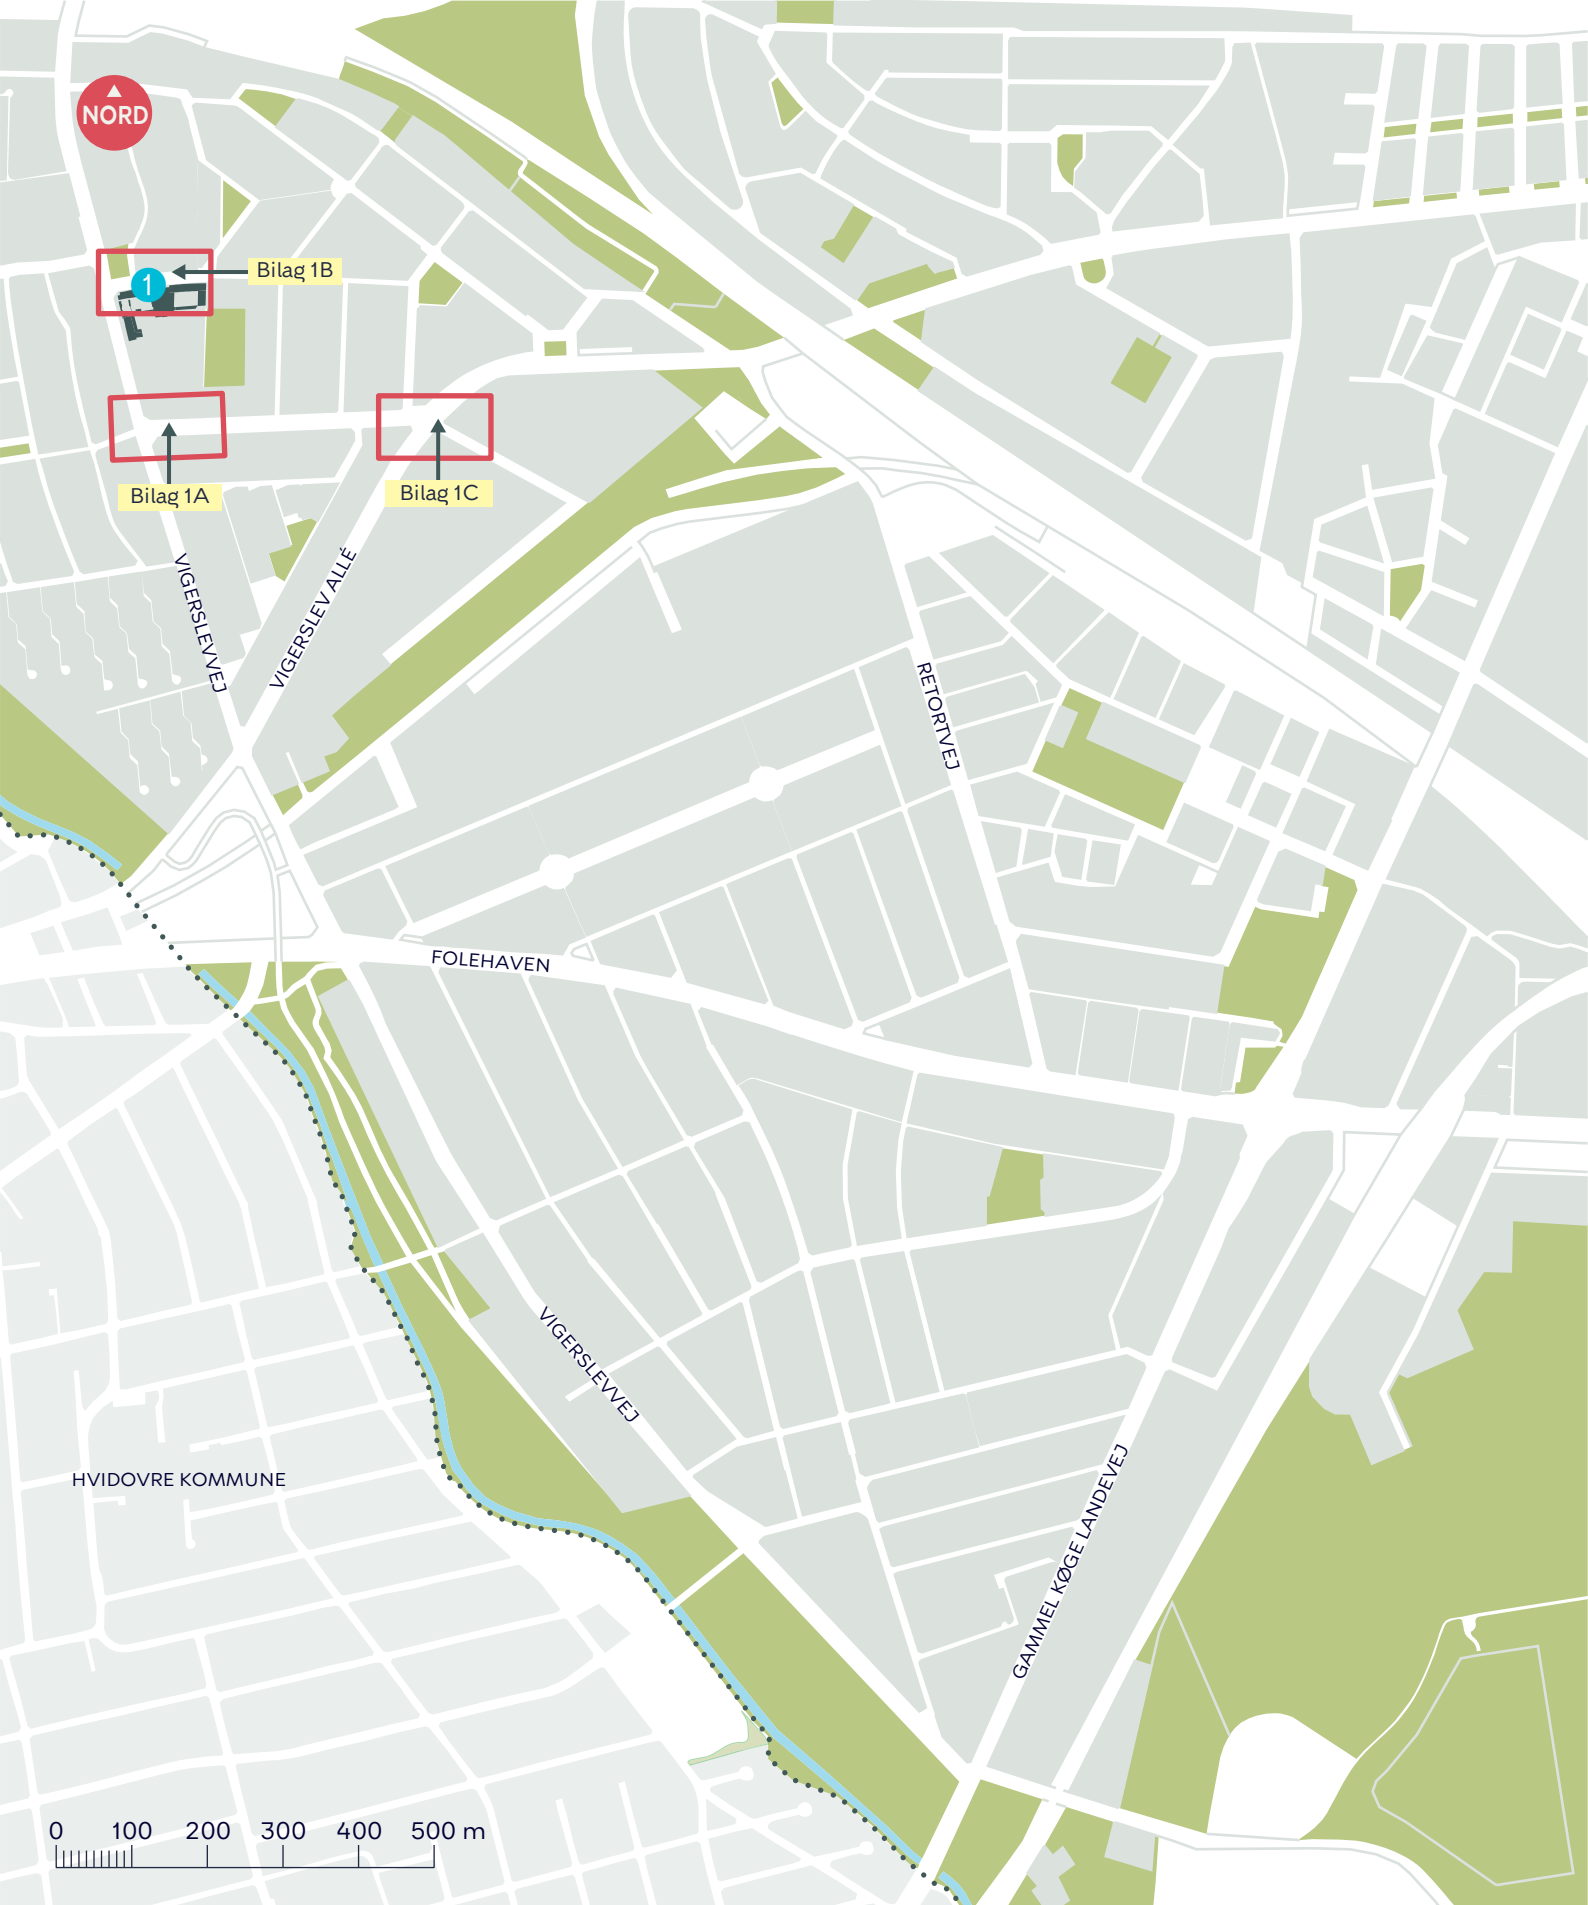 NORD
Bilag 1B
1
Bilag 1A
Bilag 1C
VIGERSLEVVEJ
VIGERSLEV ALLÉ
RETORTVEJ
FOLEHAVEN
VIGERSLEVVEJ
HVIDOVRE KOMMUNE
GAMMEL KØGE LANDEVEJ
0 100 200 300 400 500 m